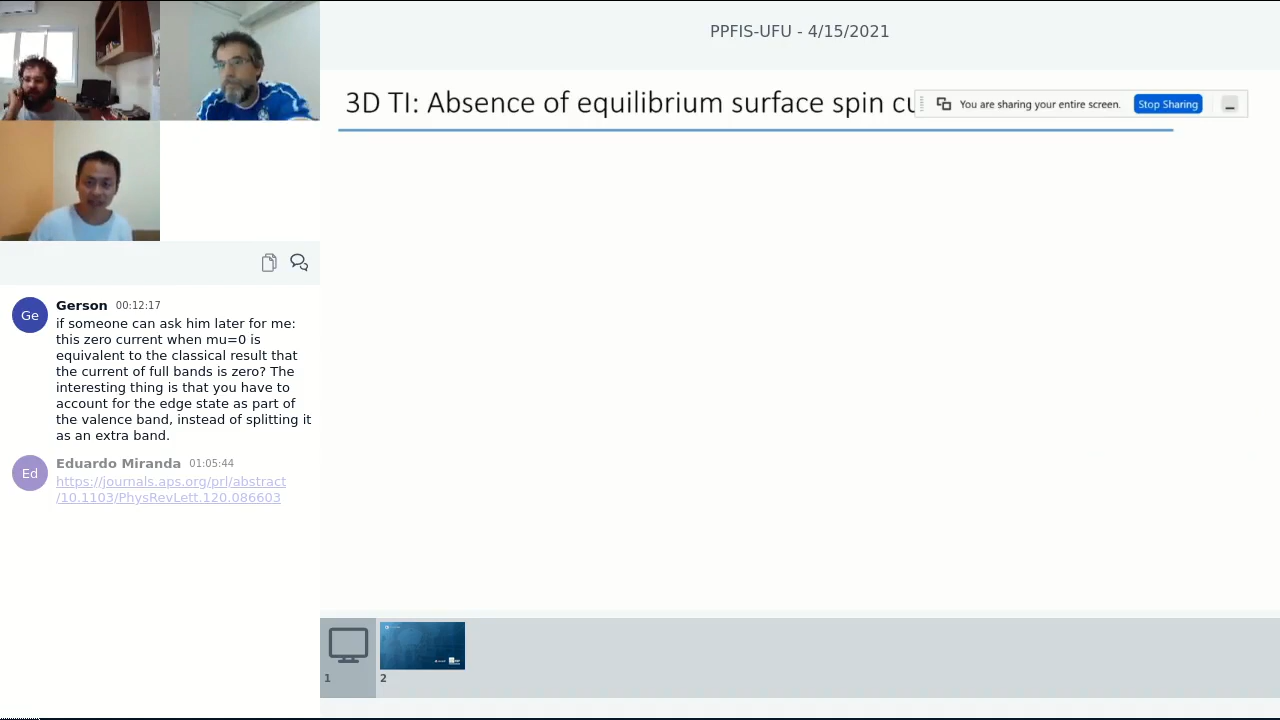 PPFIS-UFU - 4/15/2021
3D TI: Absence of equilibrium surface spin cu
You are sharing your entire screen.
Stop Sharing
Ge
Gerson 00:12:17
if someone can ask him later for me:
this zero current when mu=0 is
equivalent to the classical result that
the current of full bands is zero? The
interesting thing is that you have to
account for the edge state as part of
the valence band, instead of splitting it
as an extra band.
Ed
Eduardo Miranda 01:05:44
https://journals.aps.org/prl/abstract
/10.1103/PhysRevLett.120.086603
1
2